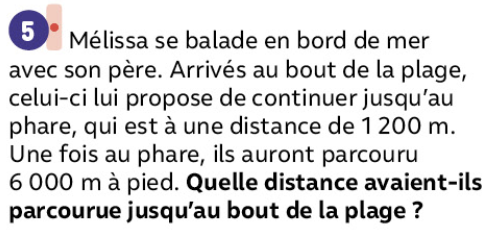 5 Mélissa se balade en bord de mer
avec son père. Arrivés au bout de la plage,
celui-ci lui propose de continuer jusqu'au
phare, qui est à une distance de 1 200 m.
Une fois au phare, ils auront parcouru
6 000 m à pied. Quelle distance avaient-ils
parcourue jusqu'au bout de la plage ?